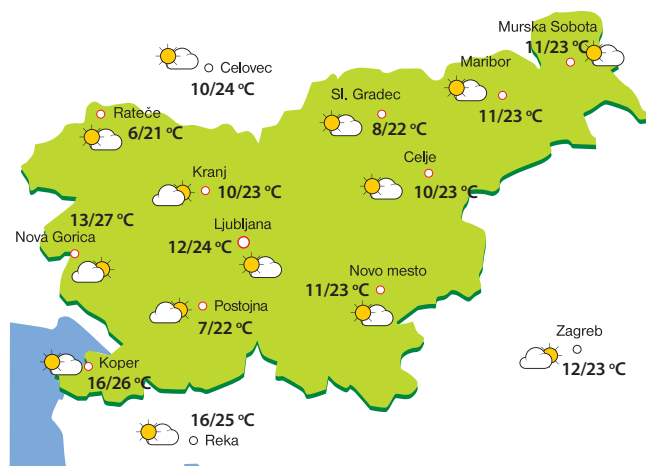 Murska Sobota
11/23 °C
Celovec
10/24 °C
Maribor
11/23 °C
Sl. Gradec
8/22 °C
Rateče
6/21 °C
Celje
10/23 °C
Kranj
10/23 °C
13/27 °C
Nova Gorica
Ljubljana
12/24 °C
Novo mesto
11/23 °C
Postojna
7/22 °C
Zagreb
12/23 °C
Koper
16/26 °C
16/25 °C
Reka